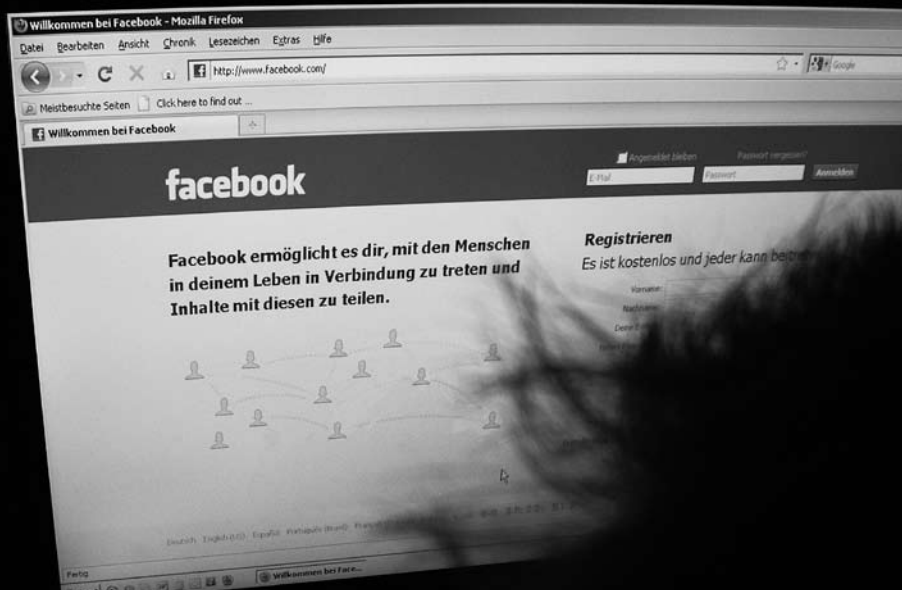 Willkommen bei Facebook - Mozilla Firefox
Datei Bearbeiten Ansicht Chronik Lesezeichen Extras Hilfe
http://www.facebook.com/ Google
Meistbesuchte Seiten Click here to find out ...
Willkommen bei Facebook
Angemeldet bleiben Passwort vergessen?
facebook
E-Mail Passwort Anmelden
Facebook ermöglicht es dir, mit den Menschen
in deinem Leben in Verbindung zu treten und
Inhalte mit diesen zu teilen.
Registrieren
Es ist kostenlos und jeder kann
Vorname:
Nachname:
Deine
Deutsch English (US) Español Português (Brasil)
Fertig
Willkommen bei Face...